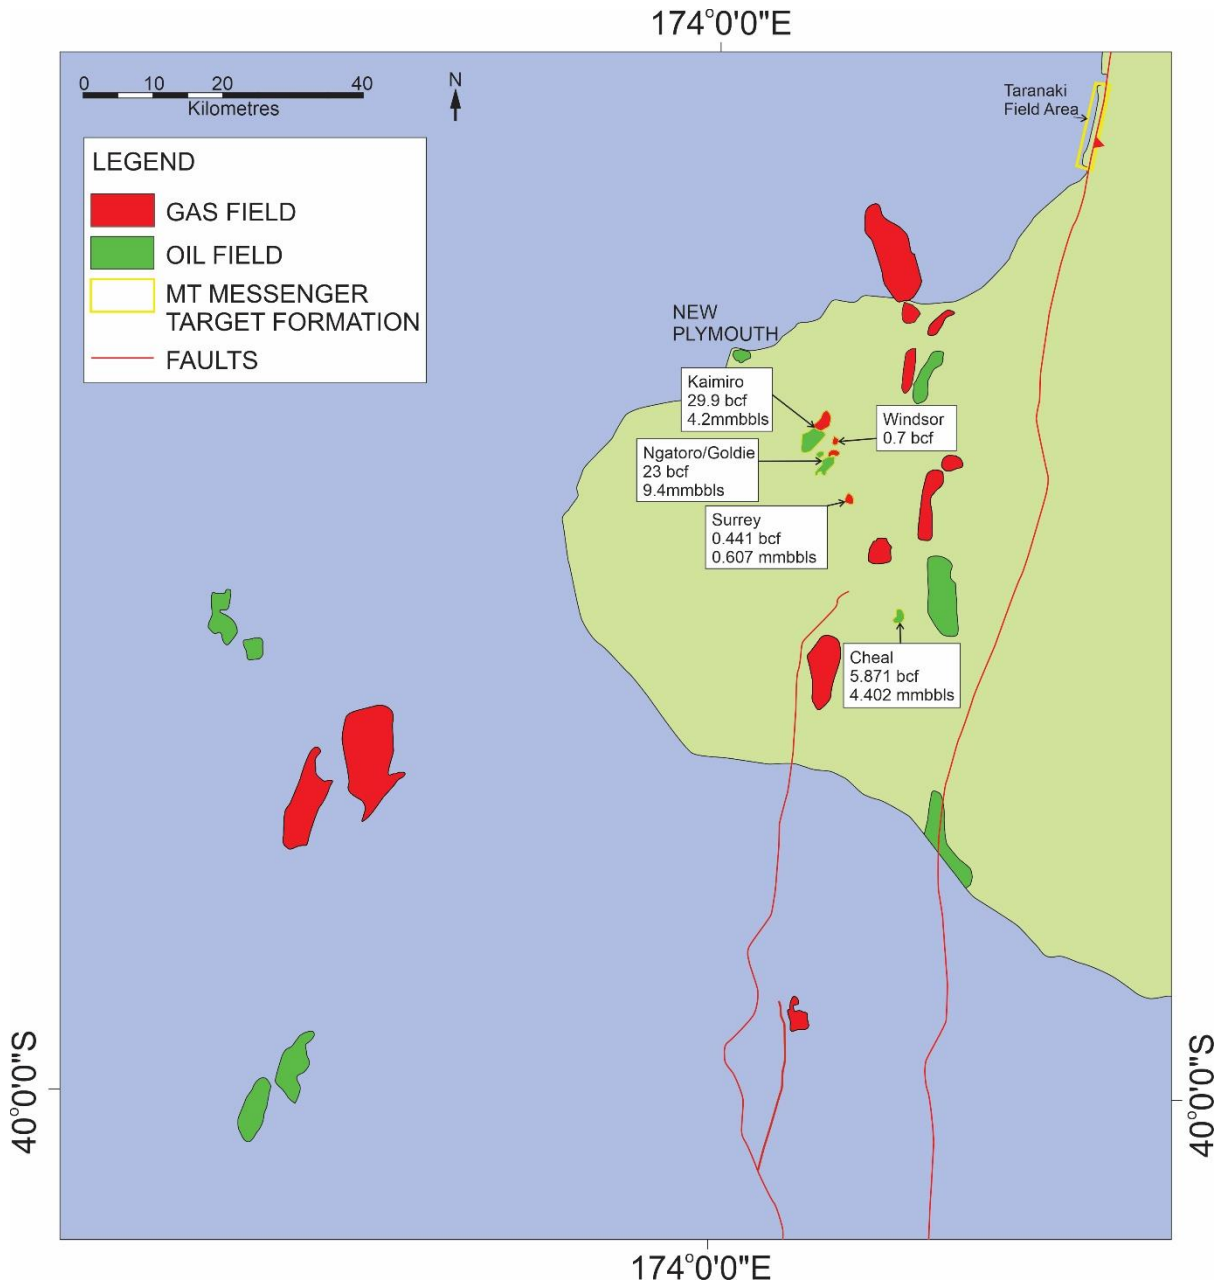 174°0'0"E
0 10 20 40
Kilometres
N
Taranaki
Field Area
LEGEND
GAS FIELD
OIL FIELD
MT MESSENGER
TARGET FORMATION
FAULTS
NEW
PLYMOUTH
Kaimiro
29.9 bcf
4.2mmbbls
Windsor
0.7 bcf
Ngatoro/Goldie
23 bcf
9.4mmbbls
Surrey
0.441 bcf
0.607 mmbbls
Cheal
5.871 bcf
4.402 mmbbls
40°0'0"S
40°0'0"S
174°0'0"E